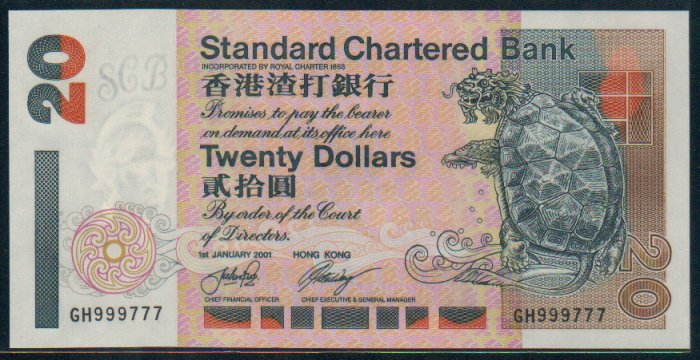 20
SCB
Standard Chartered Bank
INCORPORATED BY ROYAL CHARTER 1853
香港渣打銀行
Promises to pay the bearer
on demand at its office here
Twenty Dollars
貳拾圓
By order of the Court
of Directors.
1st JANUARY 2001 HONG KONG
CHIEF FINANCIAL OFFICER CHIEF EXECUTIVE & GENERAL MANAGER
GH999777 GH999777
20